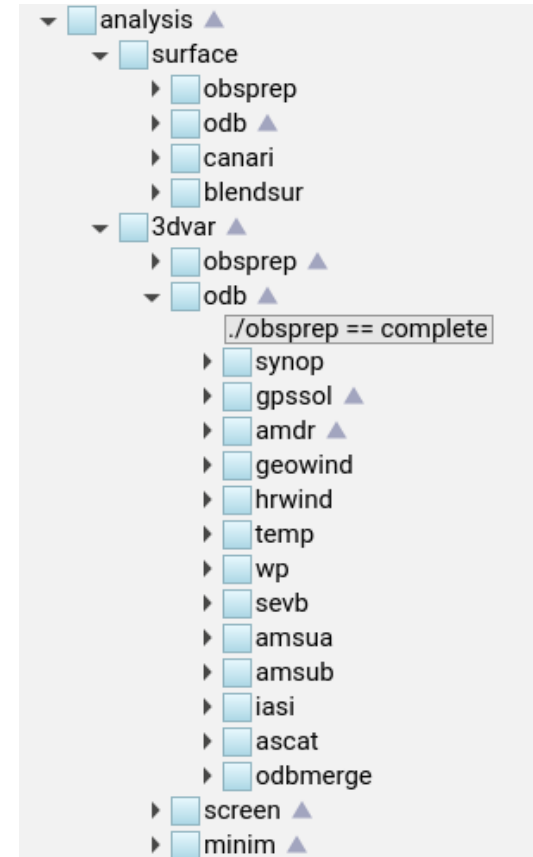 analysis
surface
obsprep
odb
canari
blendsur
3dvar
obsprep
odb
./obsprep == complete
synop
gpssol
amdr
geowind
hrwind
temp
wp
sevb
amsua
amsub
iasi
ascat
odbmerge
screen
minim